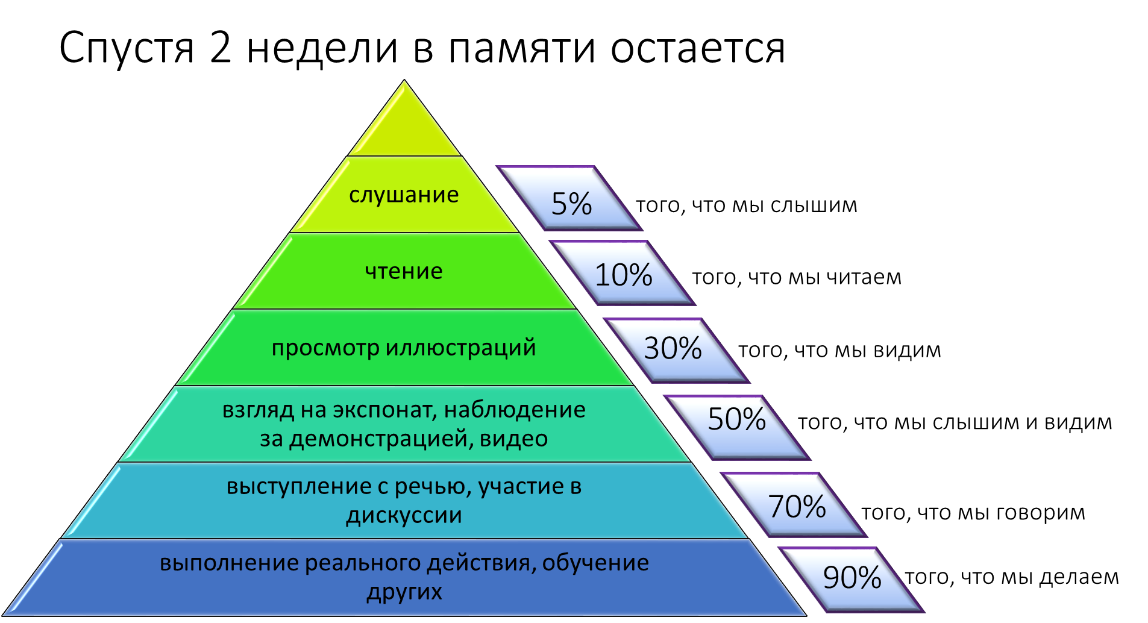 Спустя 2 недели в памяти остается
слушание
5%
того, что мы слышим
чтение
10%
того, что мы читаем
просмотр иллюстраций
30%
того, что мы видим
взгляд на экспонат, наблюдение
за демонстрацией, видео
50%
того, что мы слышим и видим
выступление с речью, участие в
дискуссии
70%
того, что мы говорим
выполнение реального действия, обучение
других
90%
того, что мы делаем